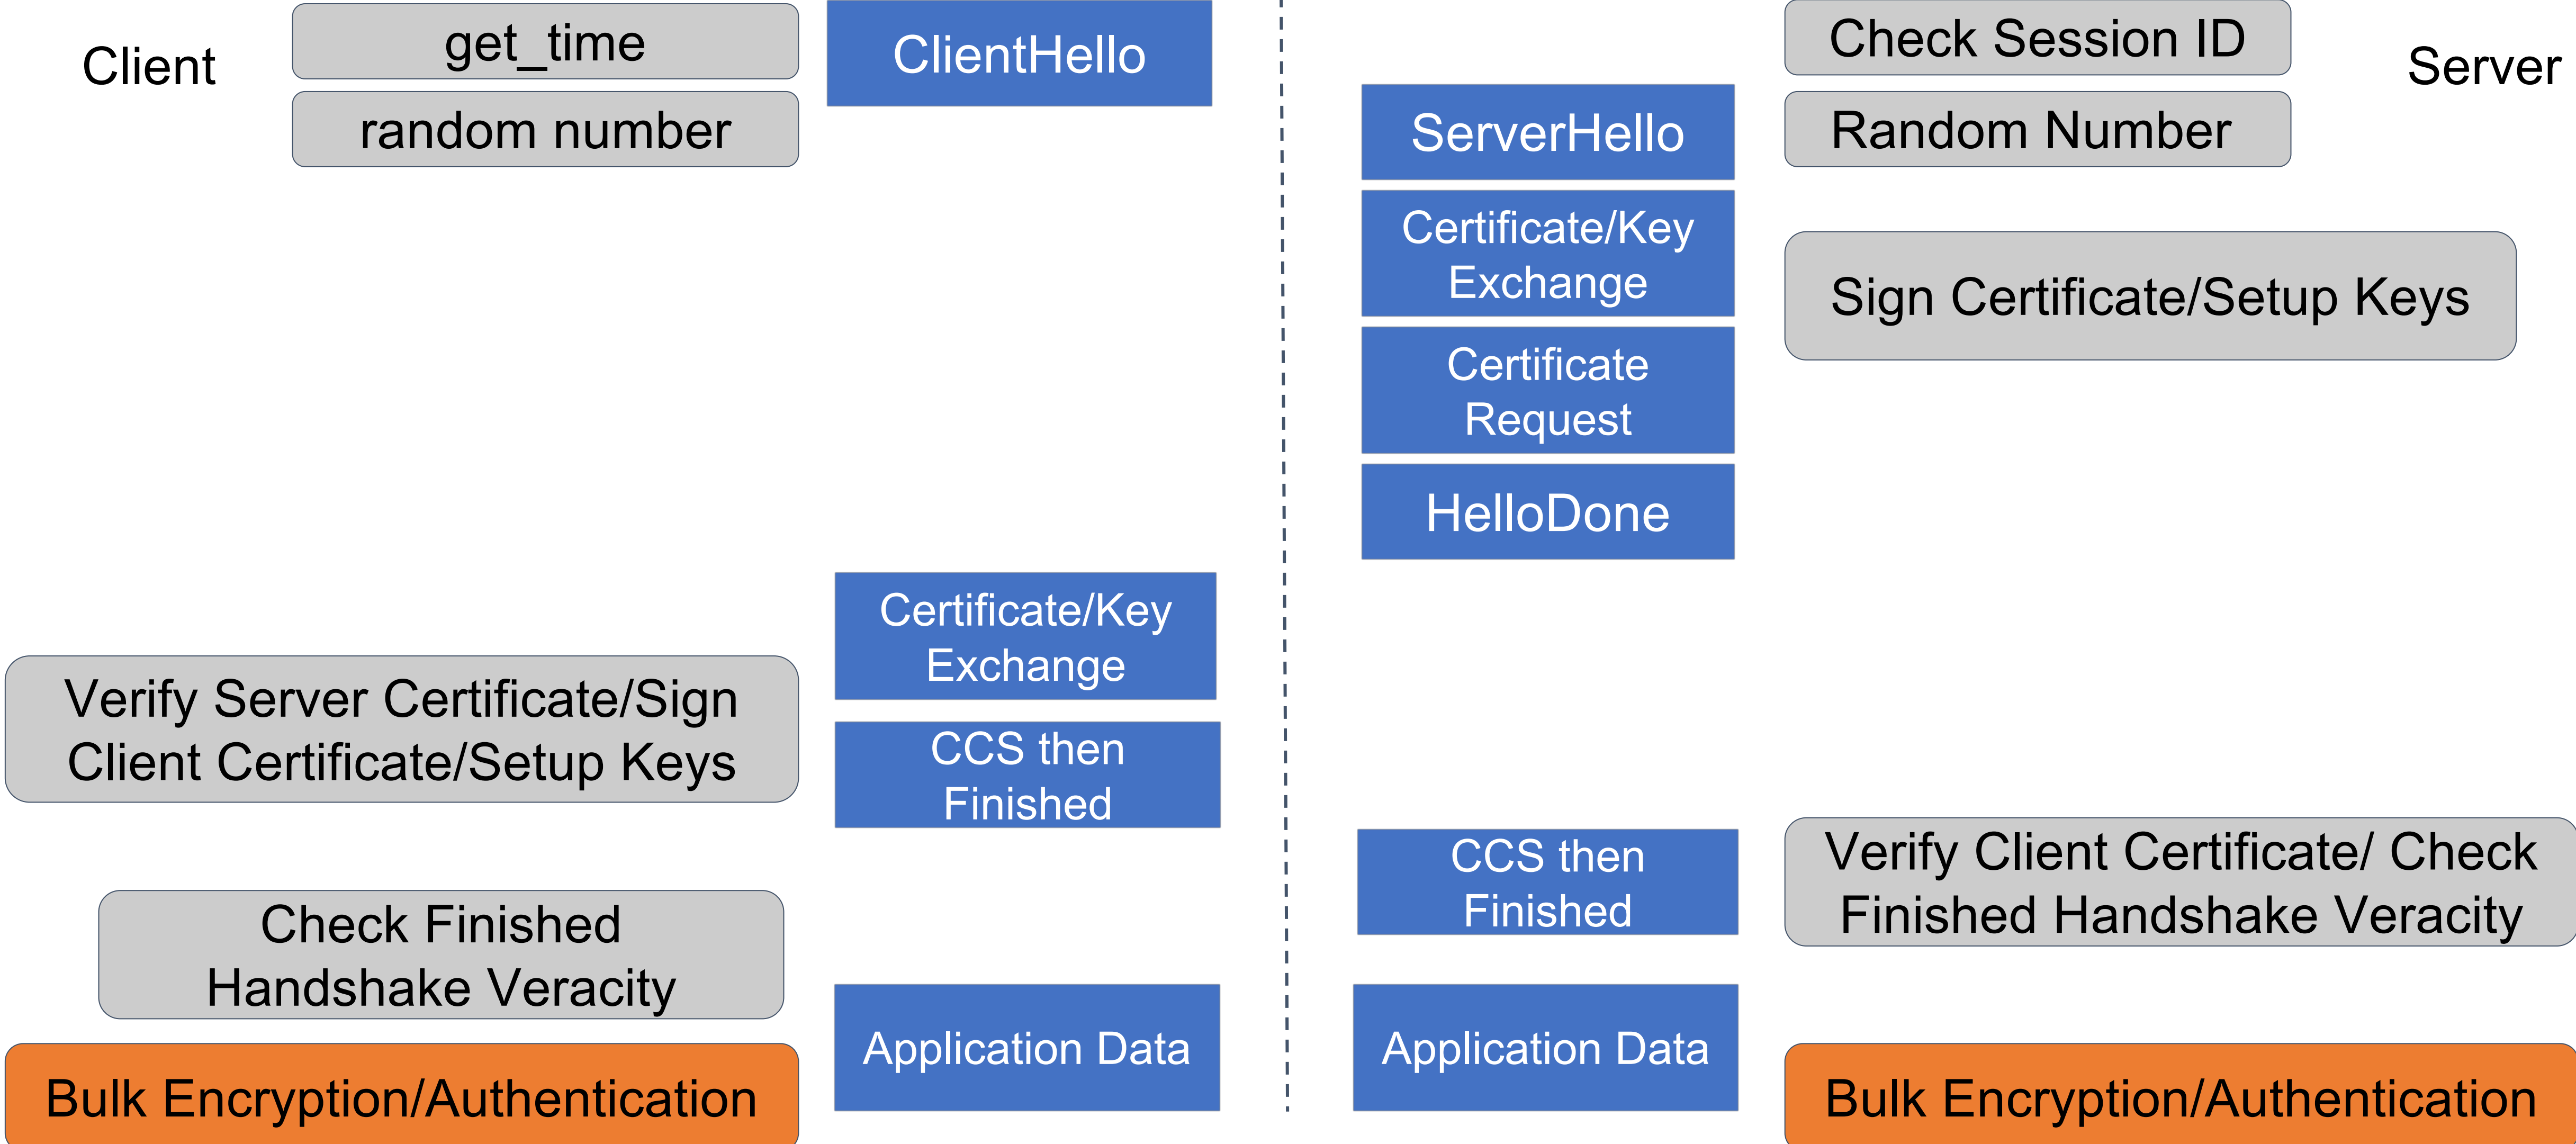 Client
get_time
ClientHello
Check Session ID
Server
random number
ServerHello
Random Number
Certificate/Key
Exchange
Sign Certificate/Setup Keys
Certificate
Request
HelloDone
Certificate/Key
Exchange
Verify Server Certificate/Sign
Client Certificate/Setup Keys
CCS then
Finished
CCS then
Finished
Verify Client Certificate/ Check
Finished Handshake Veracity
Check Finished
Handshake Veracity
Application Data
Application Data
Bulk Encryption/Authentication
Bulk Encryption/Authentication